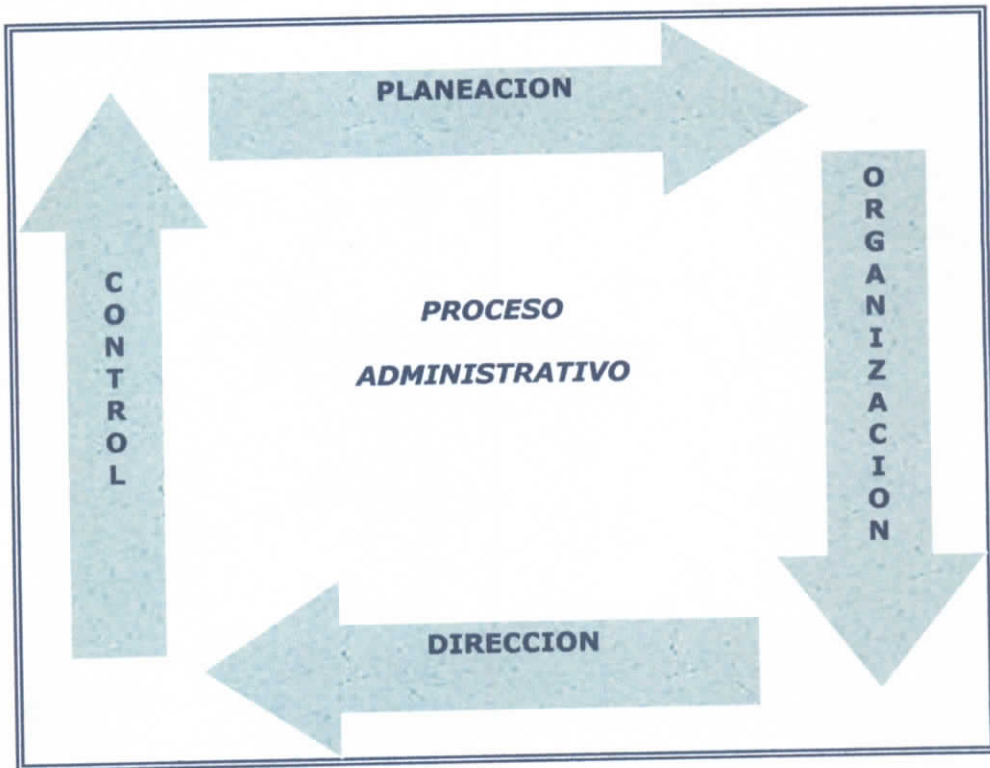 PLANEACION
ORGANIZACION
DIRECCION
CONTROL
PROCESO
ADMINISTRATIVO